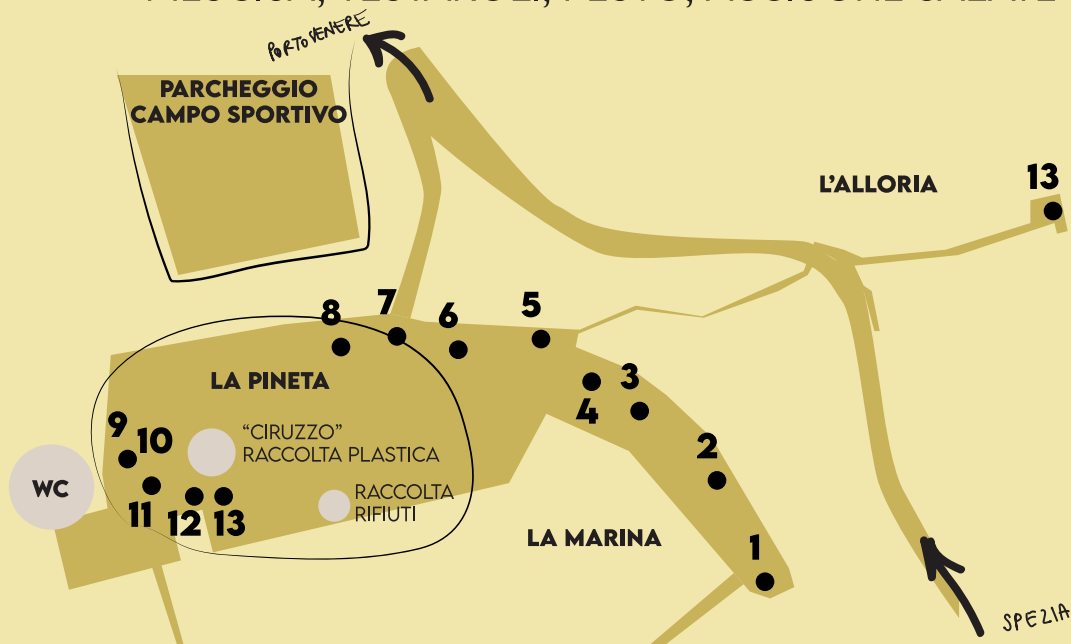 PORTOVENERE
PARCHEGGIO
CAMPO SPORTIVO
L'ALLORIA
13
8
7
6
5
LA PINETA
3
4
9
10
"CIRUZZO"
RACCOLTA PLASTICA
2
WC
11
12
13
RACCOLTA
RIFIUTI
LA MARINA
1
SPEZIA